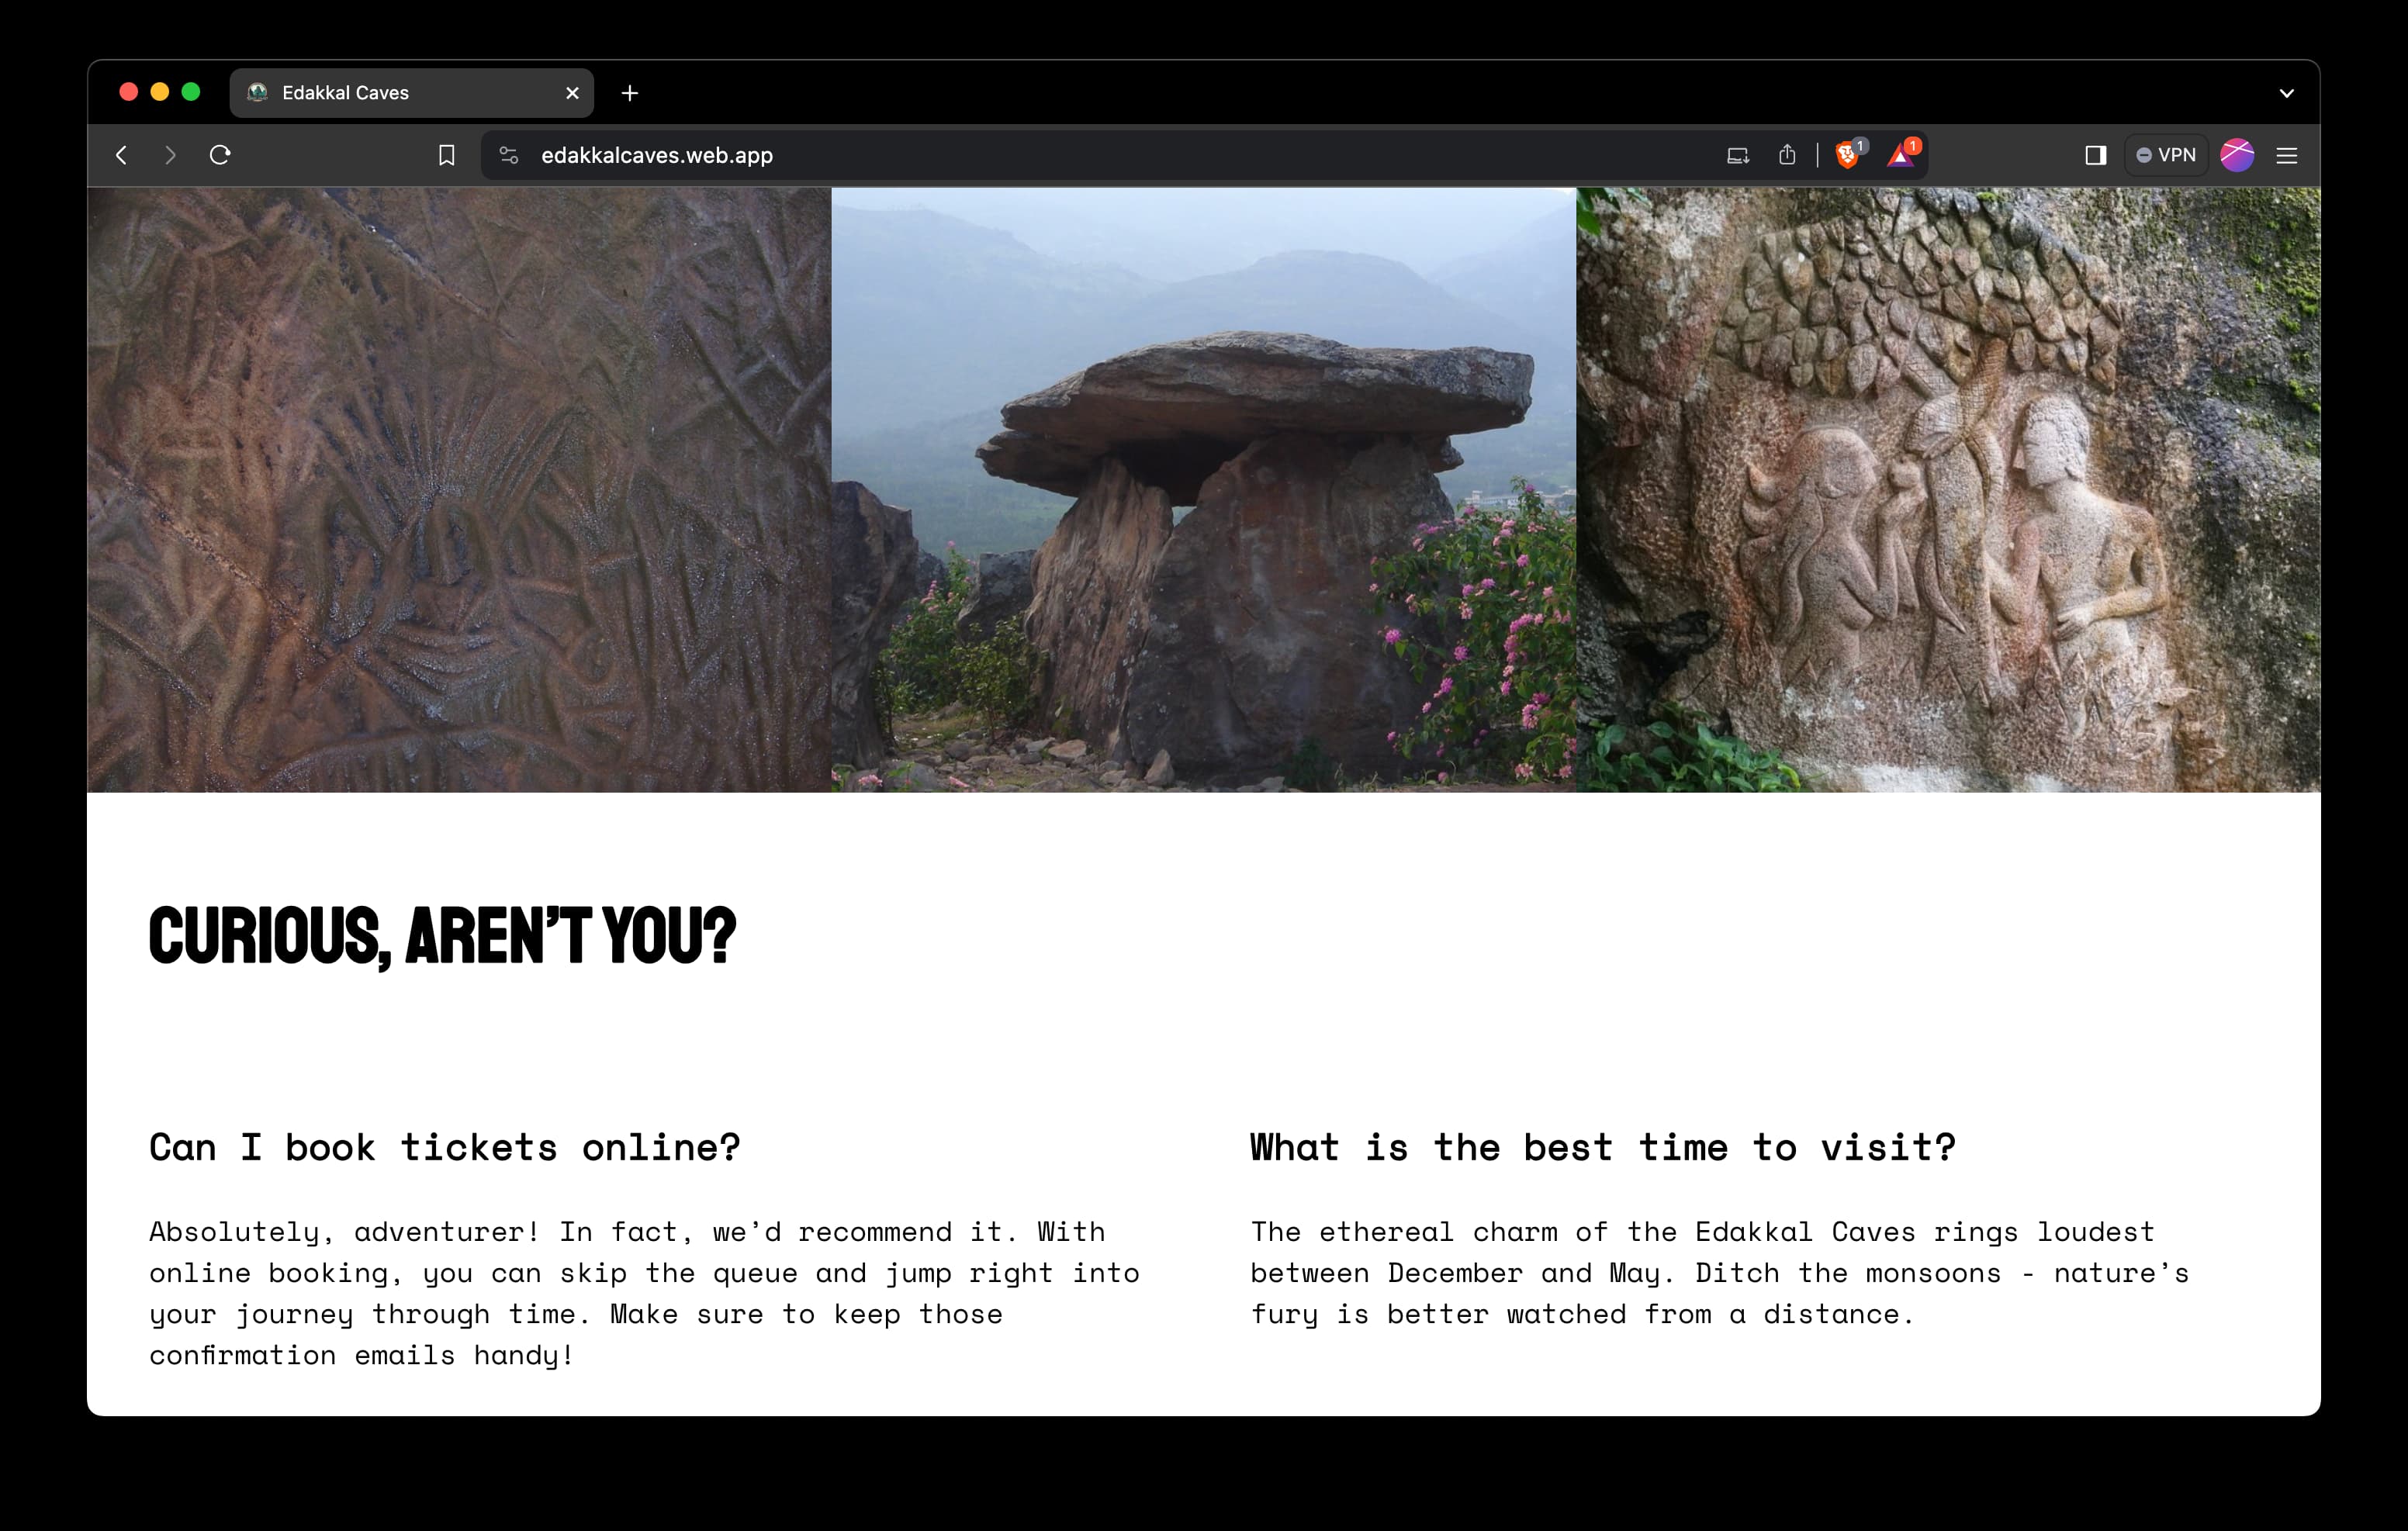 Edakkal Caves
edakkalcaves.web.app
1
1
VPN
CURIOUS, AREN’T YOU?
Can I book tickets online?
Absolutely, adventurer! In fact, we’d recommend it. With
online booking, you can skip the queue and jump right into
your journey through time. Make sure to keep those
confirmation emails handy!
What is the best time to visit?
The ethereal charm of the Edakkal Caves rings loudest
between December and May. Ditch the monsoons - nature’s
fury is better watched from a distance.